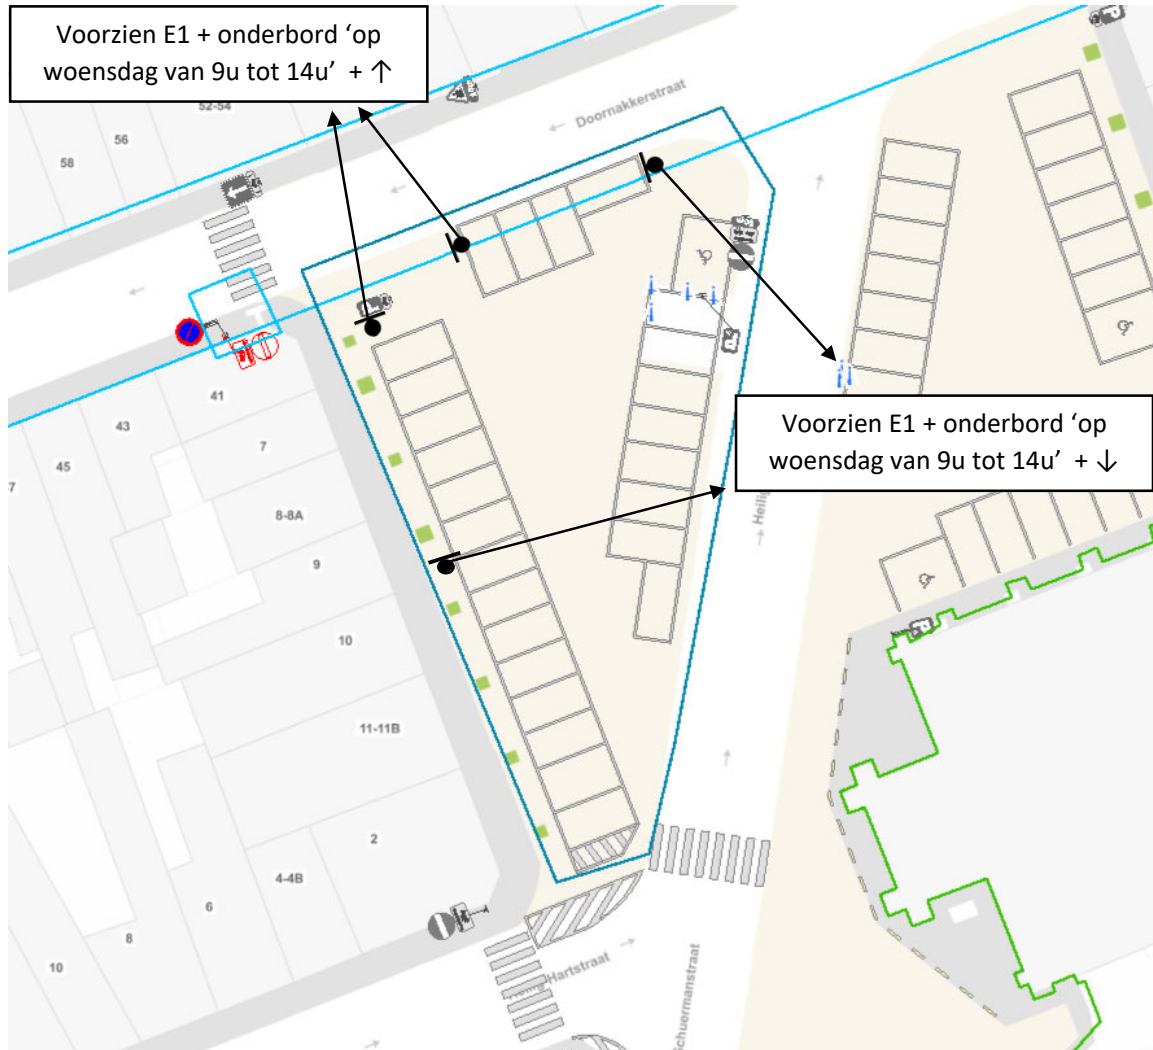 Voorzien E1 + onderbord ‘op
woensdag van 9u tot 14u’ + ↑
52-54
56
58
Doornakkerstraat
41
43
45
7
8-8A
9
10
11-11B
2
4-4B
6
8
10
Voorzien E1 + onderbord ‘op
woensdag van 9u tot 14u’ + ↓
Heilig
Hartstraat
Schuermanstraat